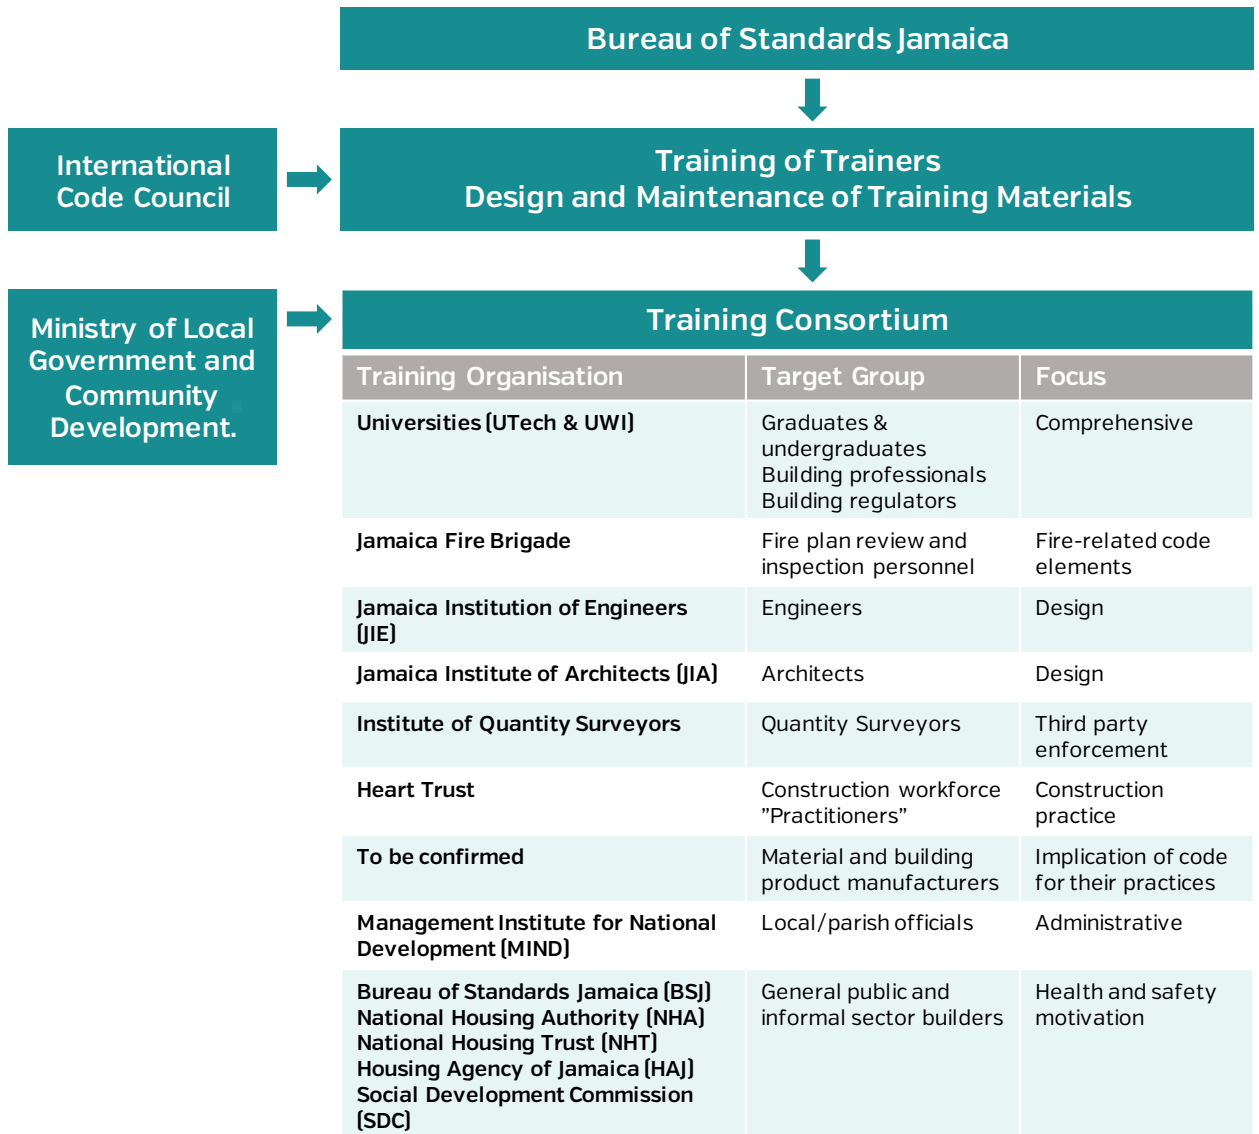 Bureau of Standards Jamaica
International
Code Council
Training of Trainers
Design and Maintenance of Training Materials
Ministry of Local
Government and
Community
Development.
Training Consortium
Training Organisation Target Group Focus
Universities (UTech & UWI) Graduates & Comprehensive
undergraduates
Building professionals
Building regulators
Jamaica Fire Brigade Fire plan review and Fire-related code
inspection personnel elements
Jamaica Institution of Engineers Engineers Design
(JIE)
Jamaica Institute of Architects (JIA) Architects Design
Institute of Quantity Surveyors Quantity Surveyors Third party
enforcement
Heart Trust Construction workforce Construction
”Practitioners” practice
To be confirmed Material and building Implication of code
product manufacturers for their practices
Management Institute for National Local/parish officials Administrative
Development (MIND)
Bureau of Standards Jamaica (BSJ) General public and Health and safety
National Housing Authority (NHA) informal sector builders motivation
National Housing Trust (NHT)
Housing Agency of Jamaica (HAJ)
Social Development Commission
(SDC)